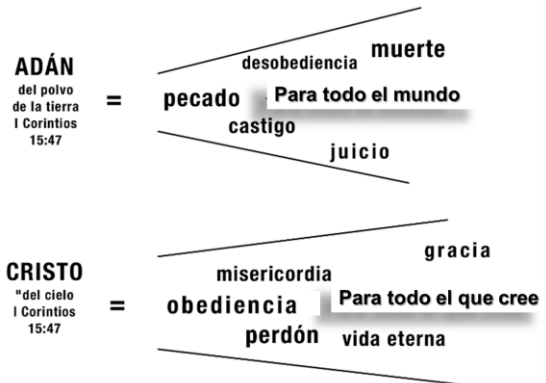 ADÁN
del polvo
de la tierra
I Corintios
15:47
=
desobediencia muerte
pecado Para todo el mundo
castigo
juicio
CRISTO
"del cielo
I Corintios
15:47
=
gracia
misericordia
obediencia Para todo el que cree
perdón vida eterna